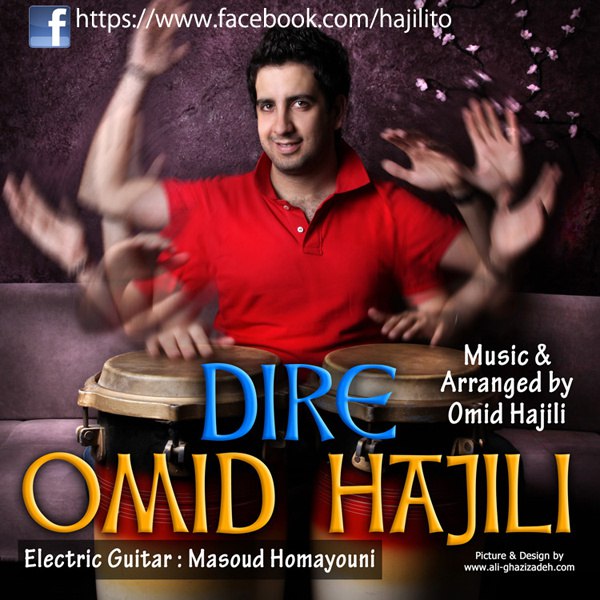 https://www.facebook.com/hajilito
Music &
Arranged by
Omid Hajili
DIRE
OMID HAJILI
Electric Guitar : Masoud Homayouni
Picture & Design by
www.ali-ghazizadeh.com